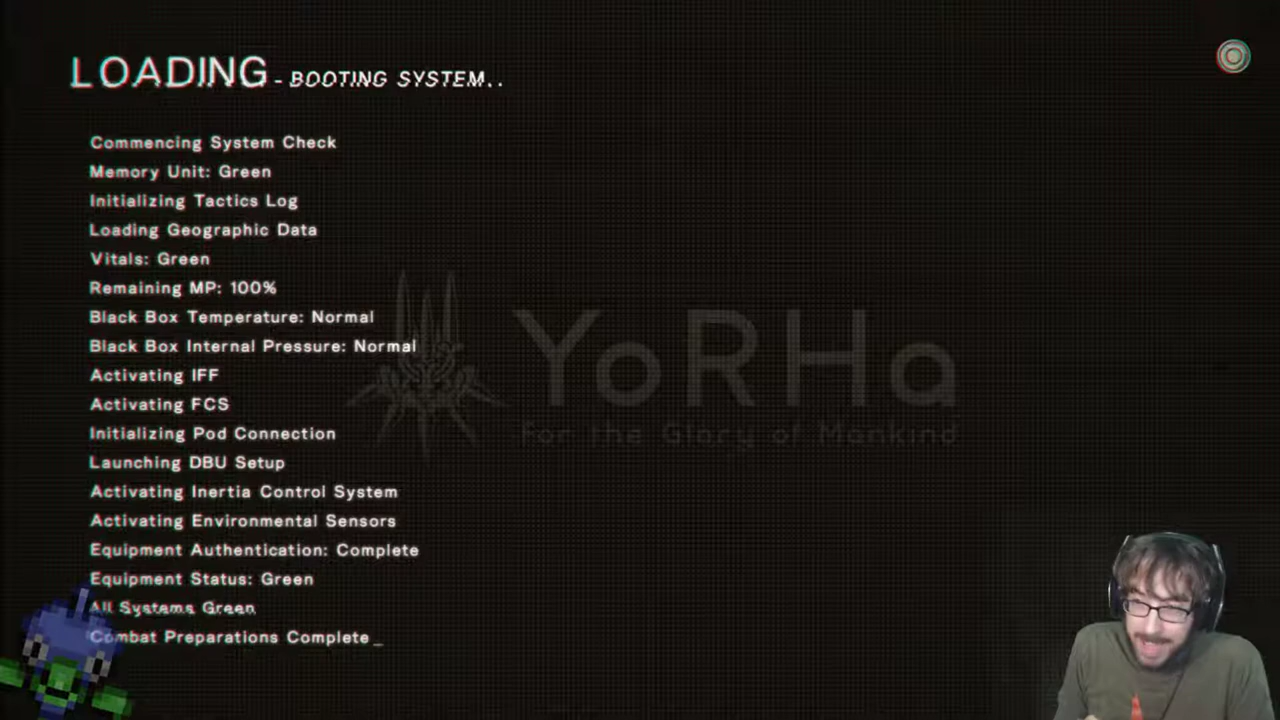 LOADING - BOOTING SYSTEM..
Commencing System Check
Memory Unit: Green
Initializing Tactics Log
Loading Geographic Data
Vitals: Green
Remaining MP: 100%
Black Box Temperature: Normal
Black Box Internal Pressure: Normal
Activating IFF
Activating FCS
Initializing Pod Connection
Launching DBU Setup
Activating Inertia Control System
Activating Environmental Sensors
Equipment Authentication: Complete
Equipment Status: Green
All Systems Green
Combat Preparations Complete _
YoRHa
For the Glory of Mankind